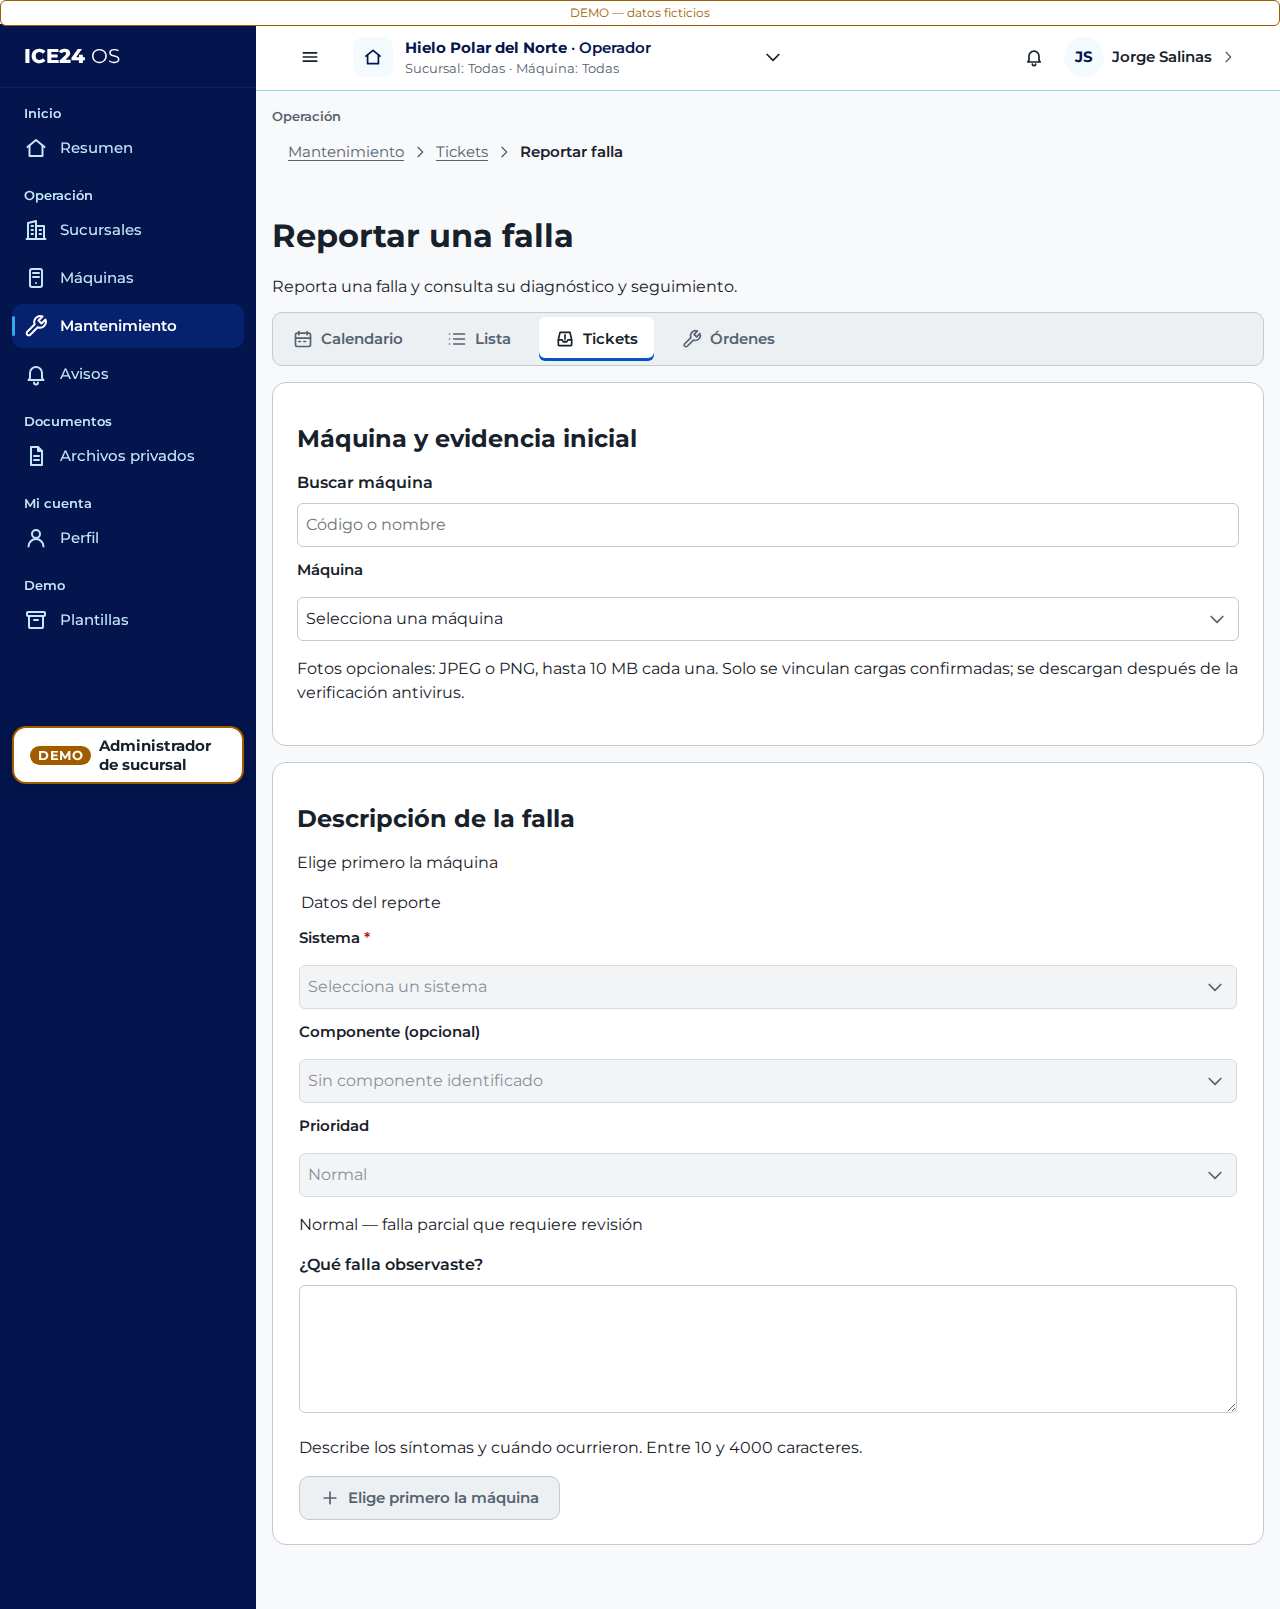 DEMO — datos ficticios
ICE24 OS
Inicio
Resumen
Operación
Sucursales
Máquinas
Mantenimiento
Avisos
Documentos
Archivos privados
Mi cuenta
Perfil
Demo
Plantillas
DEMO
Administrador
de sucursal
Hielo Polar del Norte · Operador
Sucursal: Todas · Máquina: Todas
JS
Jorge Salinas
Operación
Mantenimiento
Tickets
Reportar falla
Reportar una falla
Reporta una falla y consulta su diagnóstico y seguimiento.
Calendario
Lista
Tickets
Órdenes
Máquina y evidencia inicial
Buscar máquina
Código o nombre
Máquina
Selecciona una máquina
Fotos opcionales: JPEG o PNG, hasta 10 MB cada una. Solo se vinculan cargas confirmadas; se descargan después de la
verificación antivirus.
Descripción de la falla
Elige primero la máquina
Datos del reporte
Sistema *
Selecciona un sistema
Componente (opcional)
Sin componente identificado
Prioridad
Normal
Normal — falla parcial que requiere revisión
¿Qué falla observaste?
Describe los síntomas y cuándo ocurrieron. Entre 10 y 4000 caracteres.
Elige primero la máquina